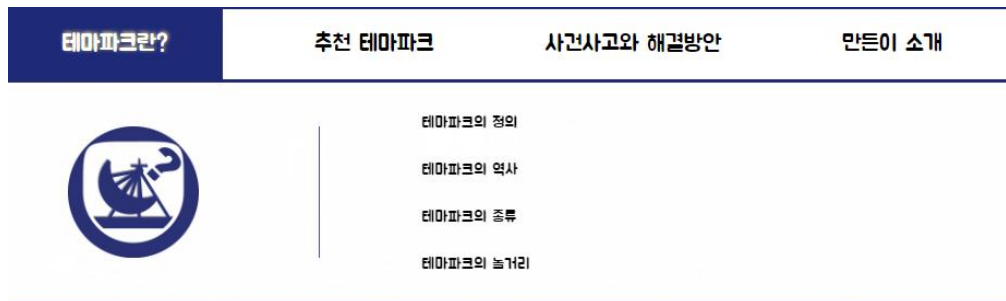 테마파크란? 추천 테마파크 사건사고와 해결방안 만든이 소개
테마파크의 정의
테마파크의 역사
테마파크의 종류
테마파크의 놀거리